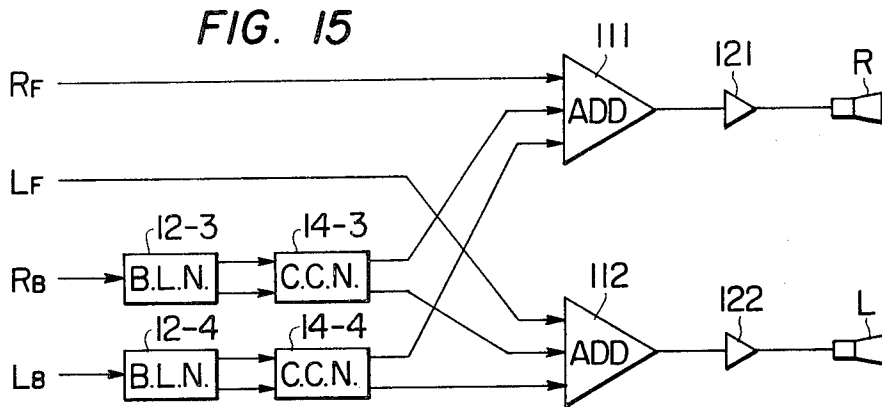 FIG. 15
111
121
R
RF
ADD
LF
12-3
14-3
RB
B.L.N.
C.C.N.
112
122
L
12-4
14-4
ADD
LB
B.L.N.
C.C.N.